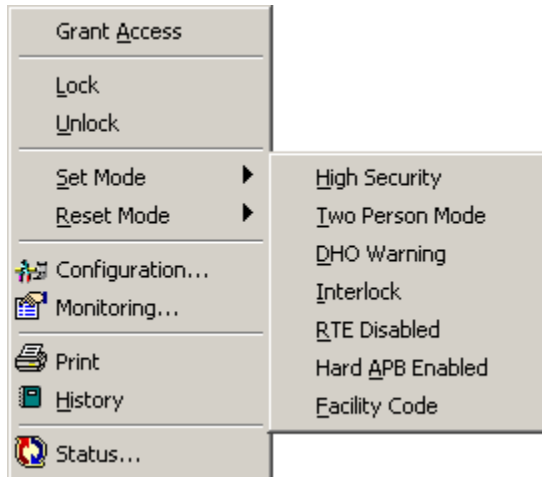 Grant Access
Lock
Unlock
Set Mode
Reset Mode
Configuration...
Monitoring...
Print
History
Status...
High Security
Two Person Mode
DHO Warning
Interlock
RTE Disabled
Hard APB Enabled
Facility Code